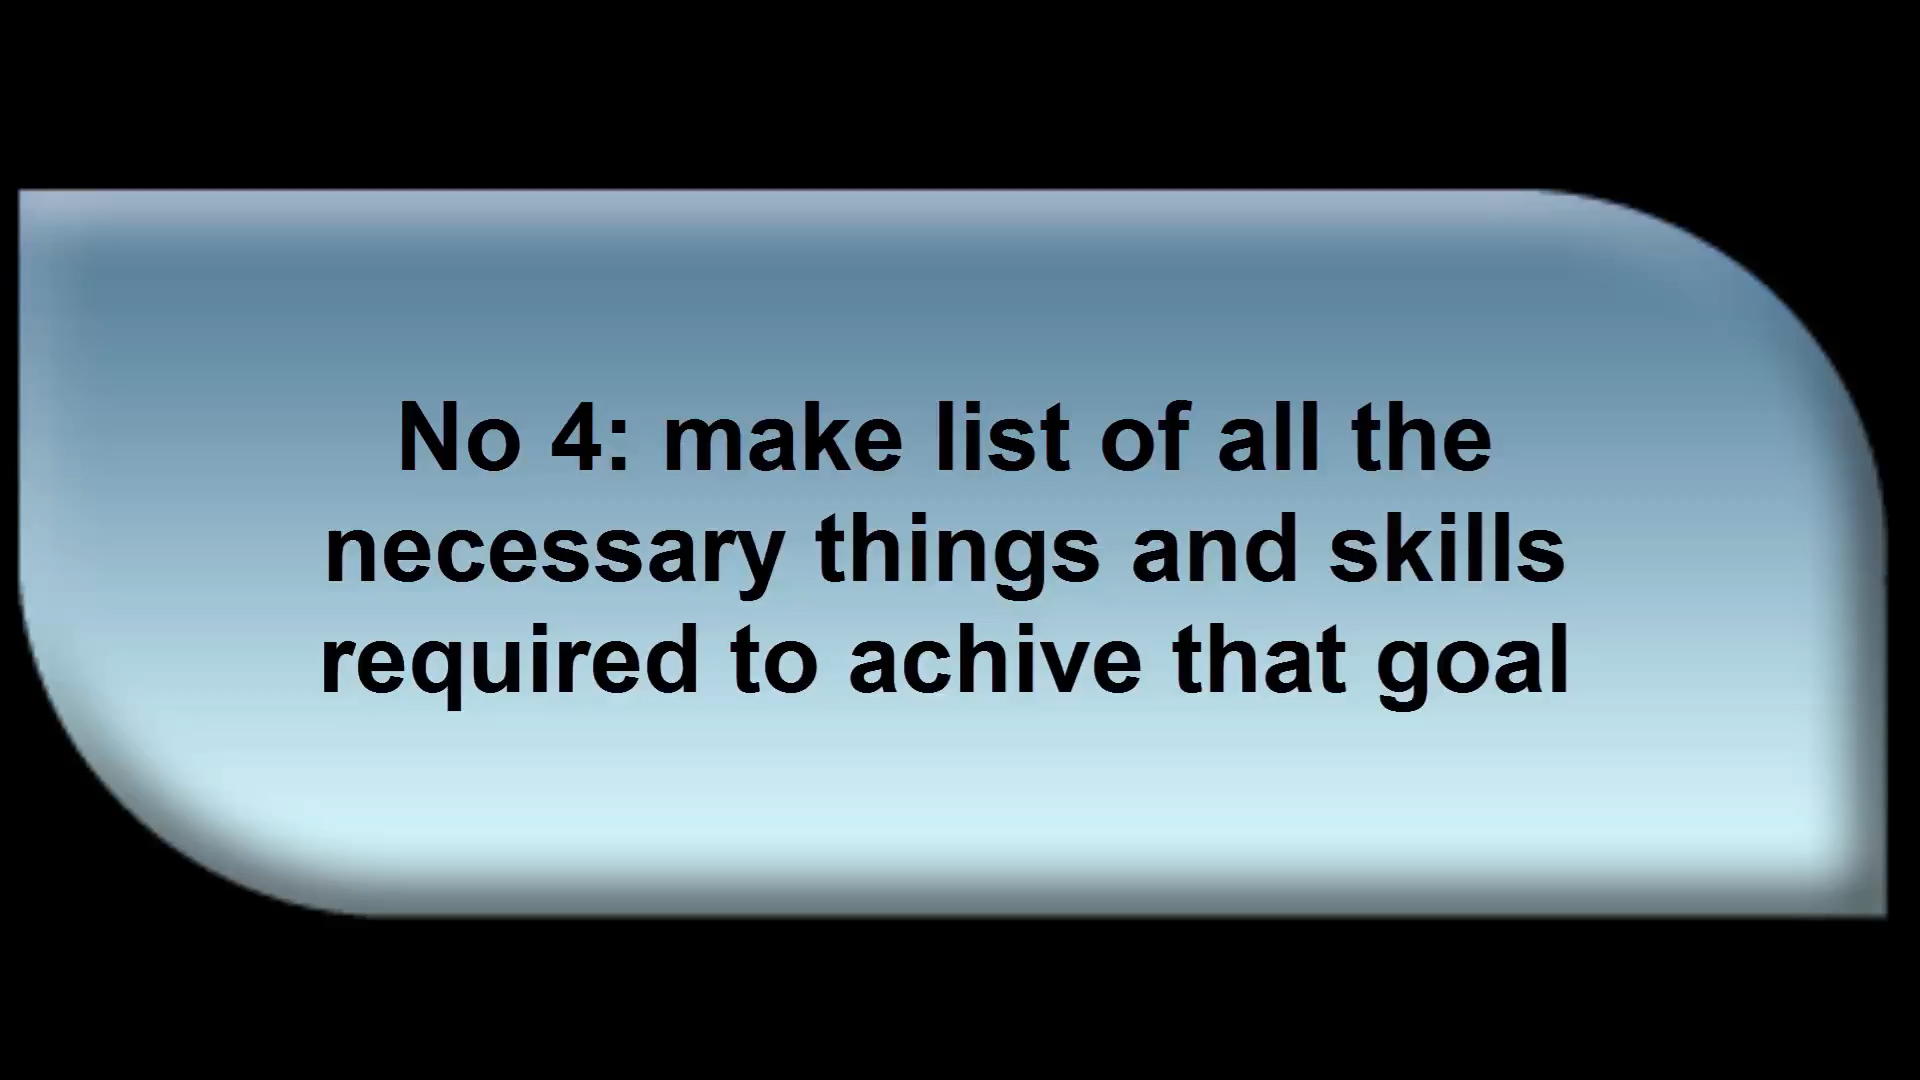 No 4: make list of all the
necessary things and skills
required to achive that goal